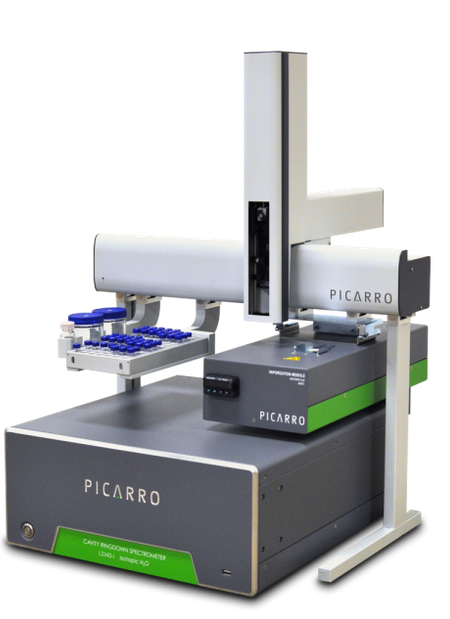 PICARRO
VAPORIZATION MODULE
PICARRO
PICARRO
CAVITY RINGDOWN SPECTROMETER
L2140-i Isotopic H₂O